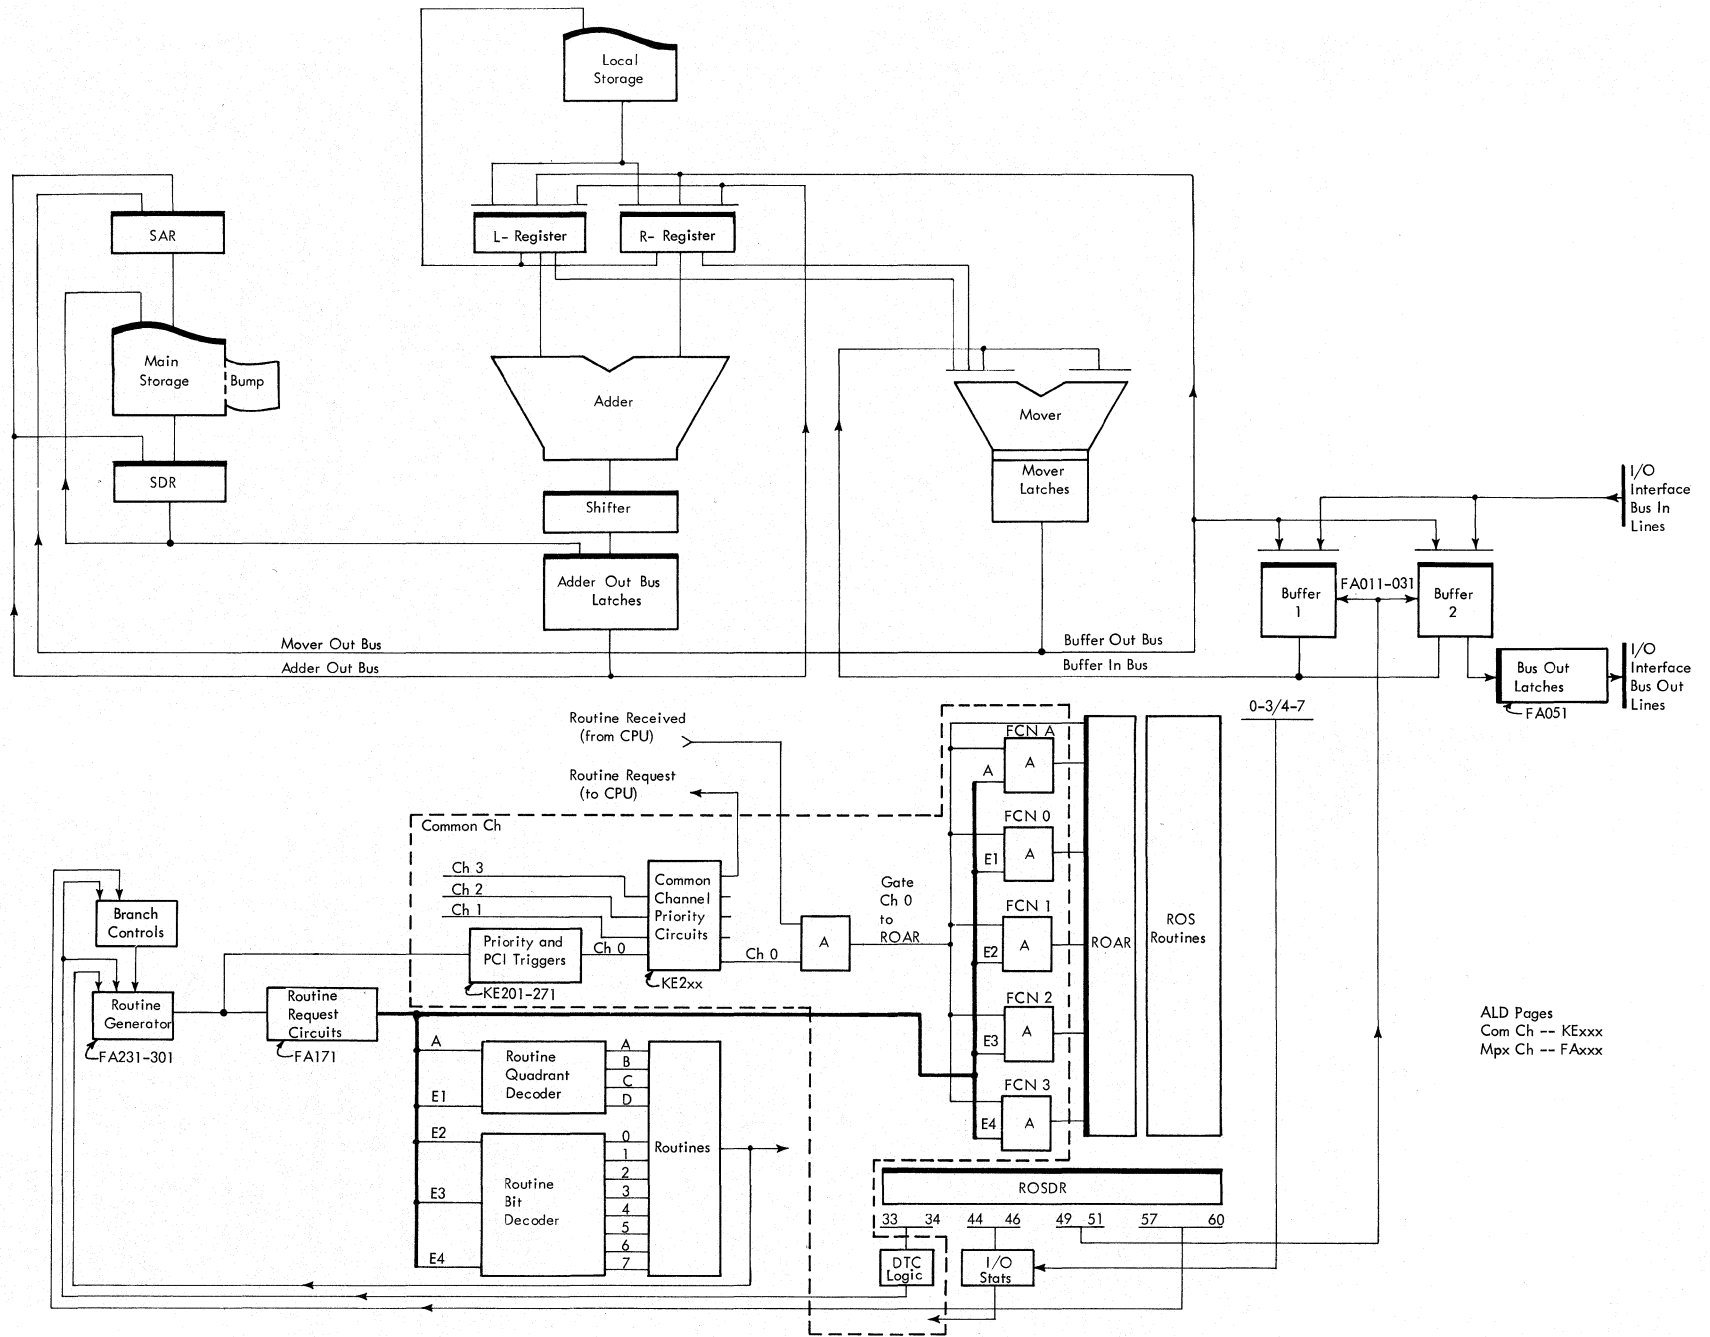 Local
Storage
SAR
L- Register
R- Register
Main
Storage
Bump
Adder
Mover
Mover
Latches
SDR
Shifter
Adder Out Bus
Latches
I/O
Interface
Bus In
Lines
Buffer
1
FA011-031
Buffer
2
Mover Out Bus
Adder Out Bus
Buffer Out Bus
Buffer In Bus
Bus Out
Latches
FA051
I/O
Interface
Bus Out
Lines
0-3/4-7
Routine Received
(from CPU)
Routine Request
(to CPU)
Common Ch
Ch 3
Ch 2
Ch 1
Ch 0
Common
Channel
Priority
Circuits
KE2xx
Priority and
PCI Triggers
KE201-271
Ch 0
A
Gate
Ch 0
to
ROAR
FCN A
A
A
FCN 0
E1
A
FCN 1
E2
A
FCN 2
E3
A
FCN 3
E4
A
ROAR
ROS
Routines
Branch
Controls
Routine
Generator
FA231-301
Routine
Request
Circuits
FA171
A
E1
E2
E3
E4
Routine
Quadrant
Decoder
A
B
C
D
Routine
Bit
Decoder
0
1
2
3
4
5
6
7
Routines
ROSDR
33 34 44 46 49 51 57 60
DTC
Logic
I/O
Stats
ALD Pages
Com Ch -- KExxx
Mpx Ch -- FAxxx